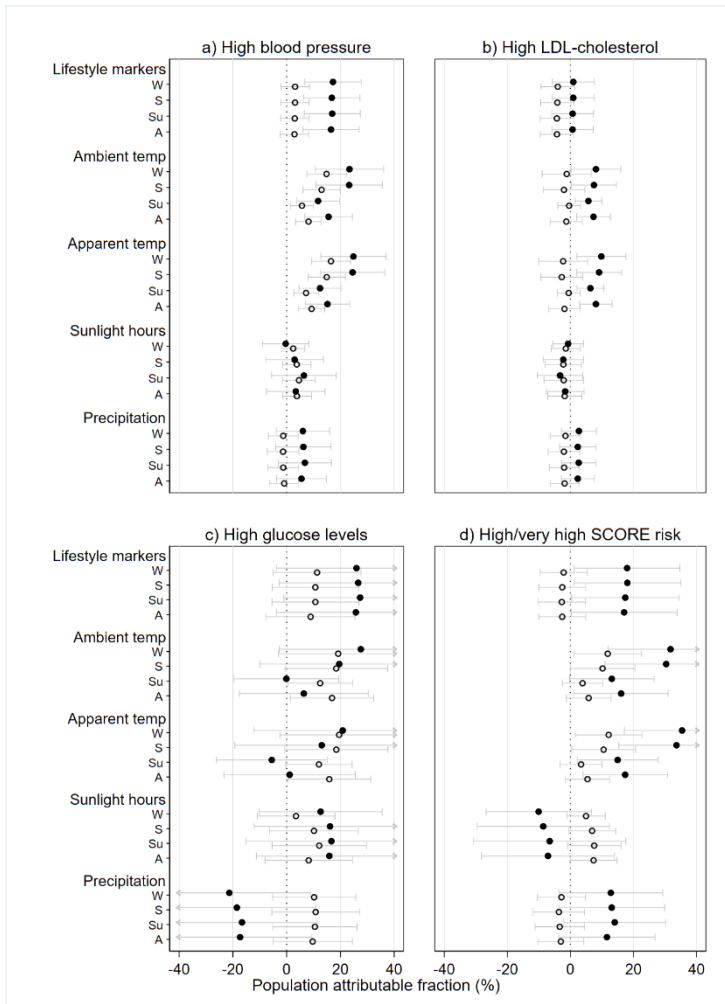 a) High blood pressure
b) High LDL-cholesterol
Lifestyle markers
W
S
Su
A
Ambient temp
W
S
Su
A
Apparent temp
W
S
Su
A
Sunlight hours
W
S
Su
A
Precipitation
W
S
Su
A
c) High glucose levels
d) High/very high SCORE risk
Lifestyle markers
W
S
Su
A
Ambient temp
W
S
Su
A
Apparent temp
W
S
Su
A
Sunlight hours
W
S
Su
A
Precipitation
W
S
Su
A
-40 -20 0 20 40 -40 -20 0 20 40
Population attributable fraction (%)